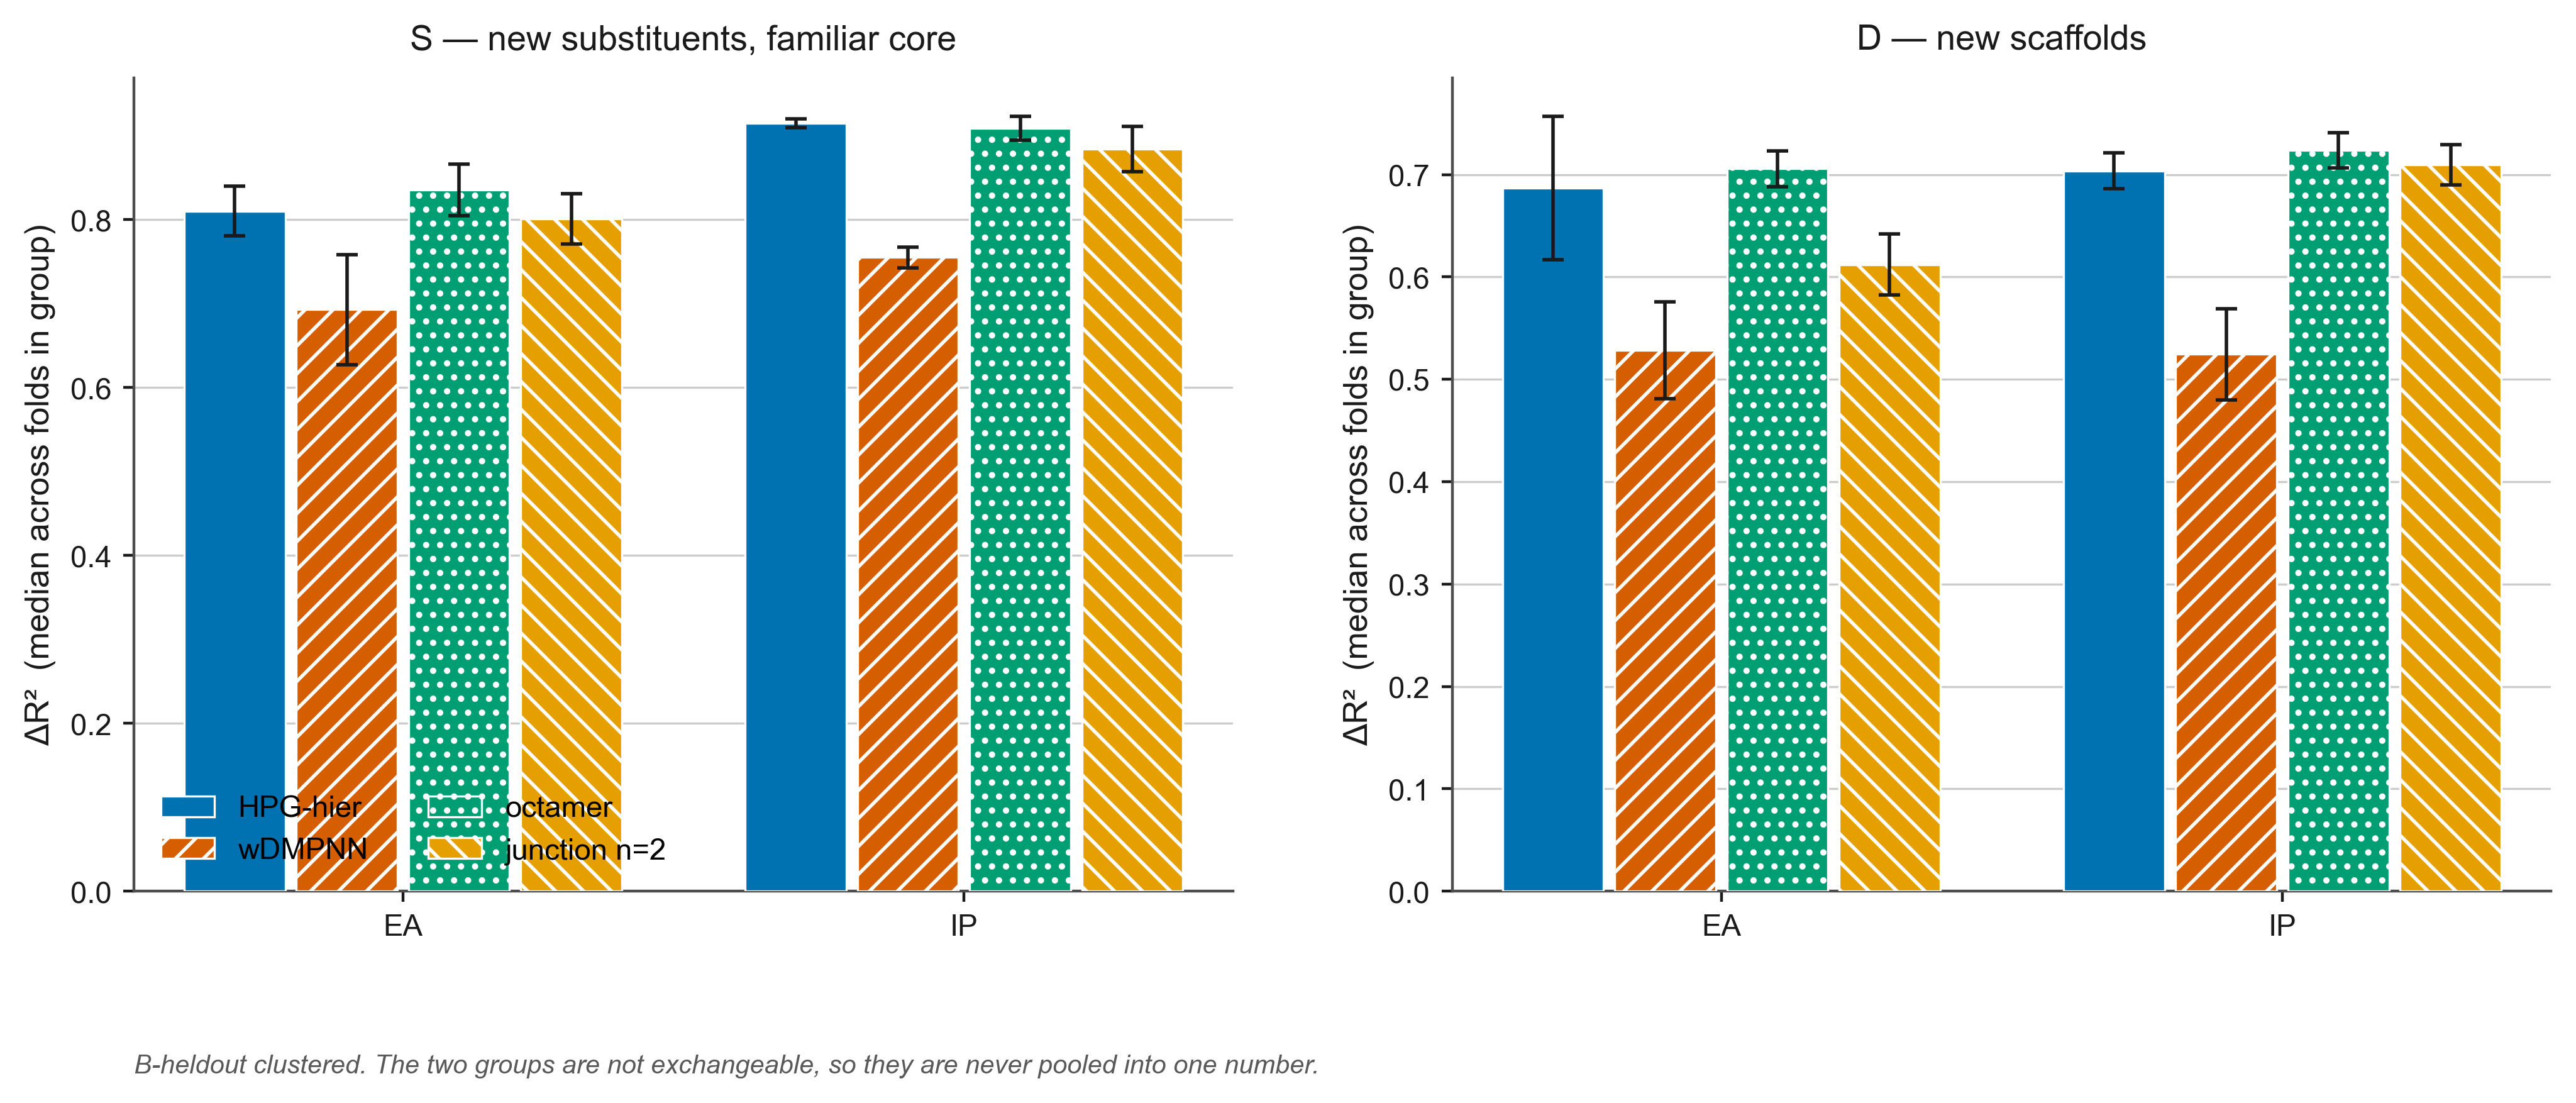 S — new substituents, familiar core
ΔR² (median across folds in group)
0.8
0.6
0.4
0.2
0.0
HPG-hier
octamer
wDMPNN
junction n=2
EA
IP
D — new scaffolds
ΔR² (median across folds in group)
0.7
0.6
0.5
0.4
0.3
0.2
0.1
0.0
EA
IP
B-heldout clustered. The two groups are not exchangeable, so they are never pooled into one number.